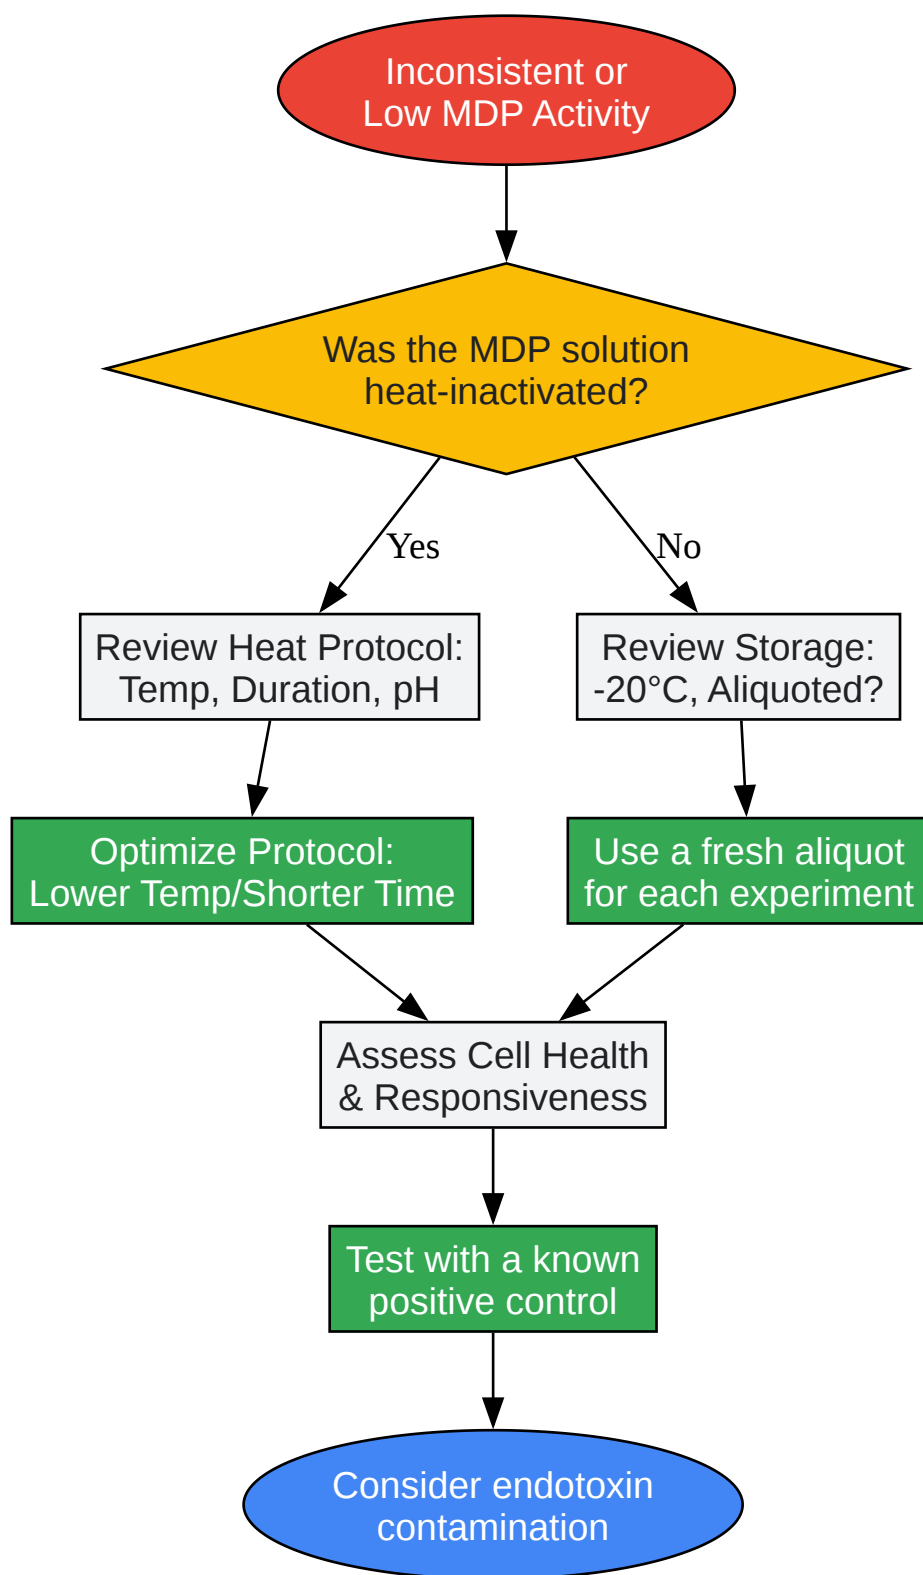 Inconsistent or
Low MDP Activity
Was the MDP solution
heat-inactivated?
Yes
No
Review Heat Protocol:
Temp, Duration, pH
Review Storage:
-20°C, Aliquoted?
Optimize Protocol:
Lower Temp/Shorter Time
Use a fresh aliquot
for each experiment
Assess Cell Health
& Responsiveness
Test with a known
positive control
Consider endotoxin
contamination